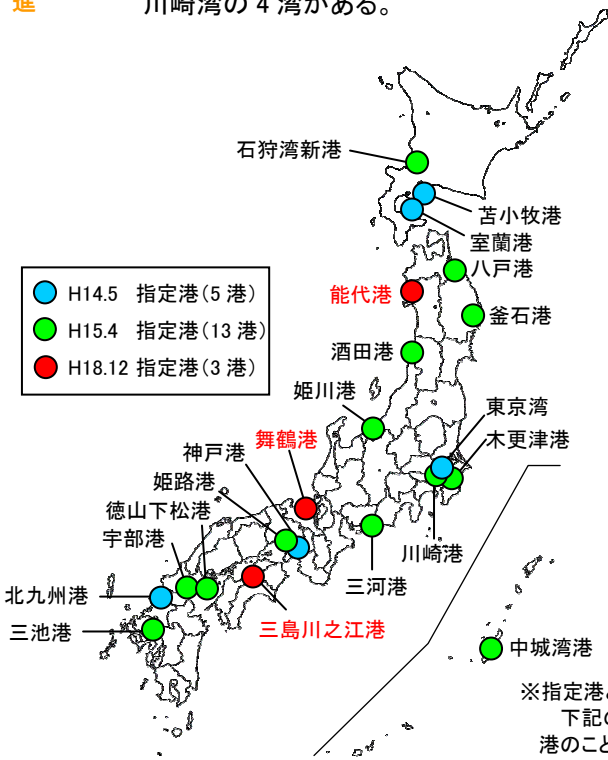 進
川崎湾の 4 湾がある。
石狩湾新港
苫小牧港
室蘭港
八戸港
能代港
釜石港
酒田港
H14.5 指定港(5 港)
H15.4 指定港(13 港)
H18.12 指定港(3 港)
姫川港
東京湾
木更津港
舞鶴港
神戸港
姫路港
徳山下松港
宇部港
川崎港
三河港
北九州港
三池港
三島川之江港
中城湾港
※指定港
下記の
港のこと